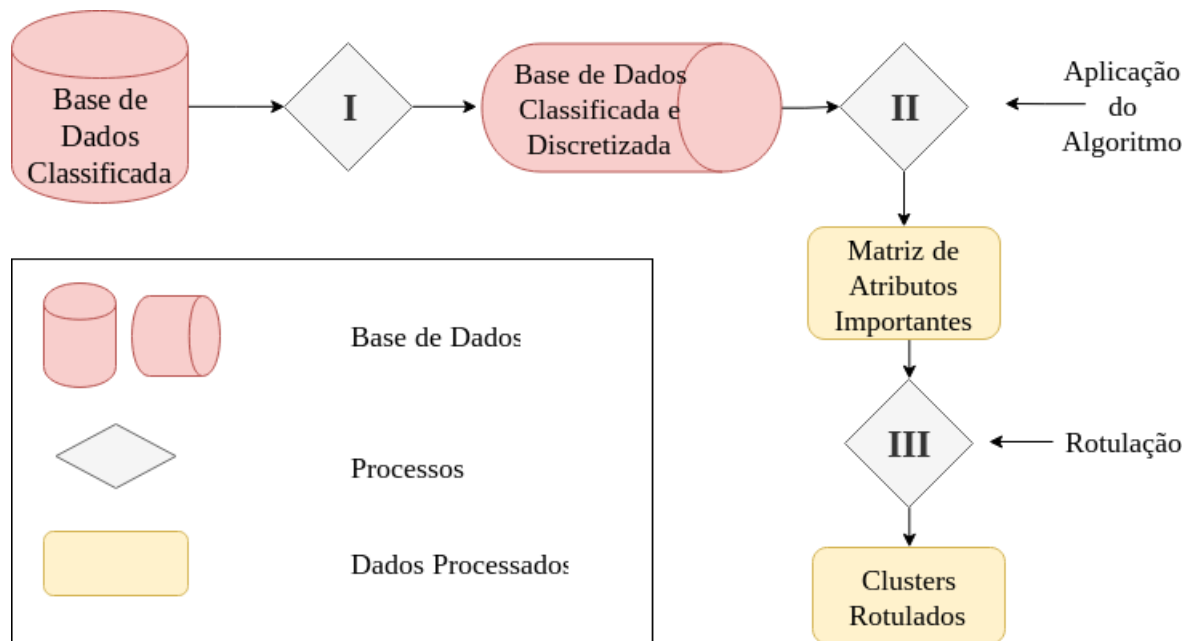 Base de
Dados
Classificada
I
Base de Dados
Classificada e
Discretizada
II
Aplicação
do
Algoritmo
Matriz de
Atributos
Importantes
III
Rotulação
Clusters
Rotulados
Base de Dados
Processos
Dados Processados